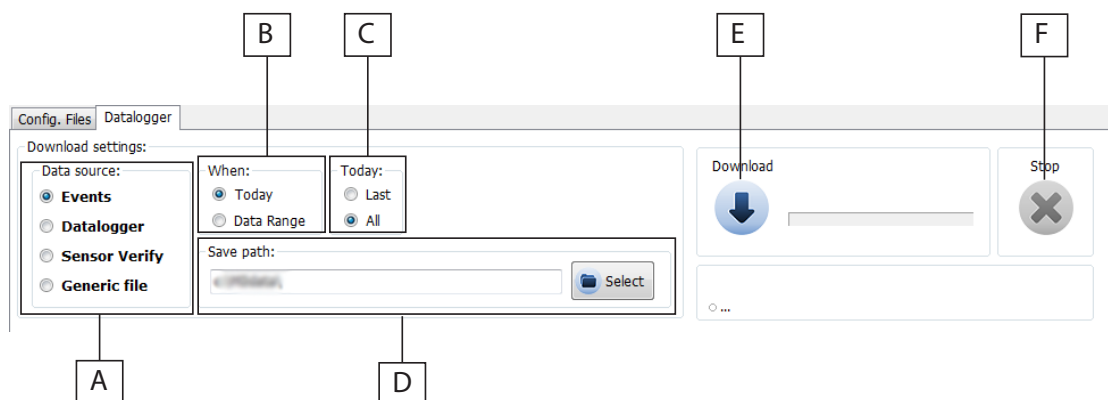 B
C
E
F
Config. Files
Datalogger
Download settings:
Data source:
Events
Datalogger
Sensor Verify
Generic file
When:
Today
Data Range
Today:
Last
All
Save path:
Select
Download
Stop
...
A
D